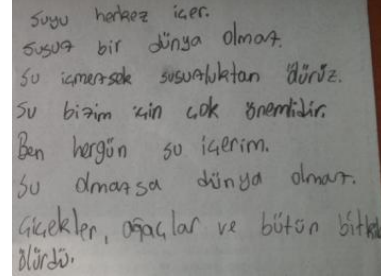 Suyu herkez içer.
Susuz bir dünya olmaz.
Su içmezsek susuzluktan ölürüz.
Su bizim için çok önemlidir.
Ben hergün su içerim.
Su olmazsa dünya olmaz.
Çiçekler, ağaçlar ve bütün
ölürdü.